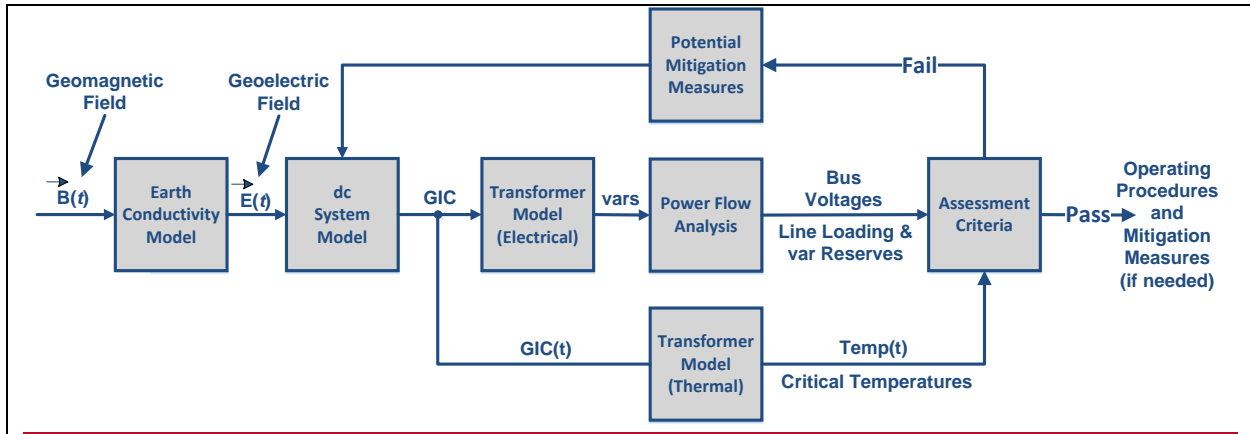 Geomagnetic
Field
B(t)
Earth
Conductivity
Model
Geoelectric
Field
E(t)
dc
System
Model
GIC
Transformer
Model
(Electrical)
vars
Power Flow
Analysis
Bus
Voltages
Line Loading &
var Reserves
Assessment
Criteria
Fail
Potential
Mitigation
Measures
Pass
Operating
Procedures
and
Mitigation
Measures
(if needed)
GIC(t)
Transformer
Model
(Thermal)
Temp(t)
Critical Temperatures